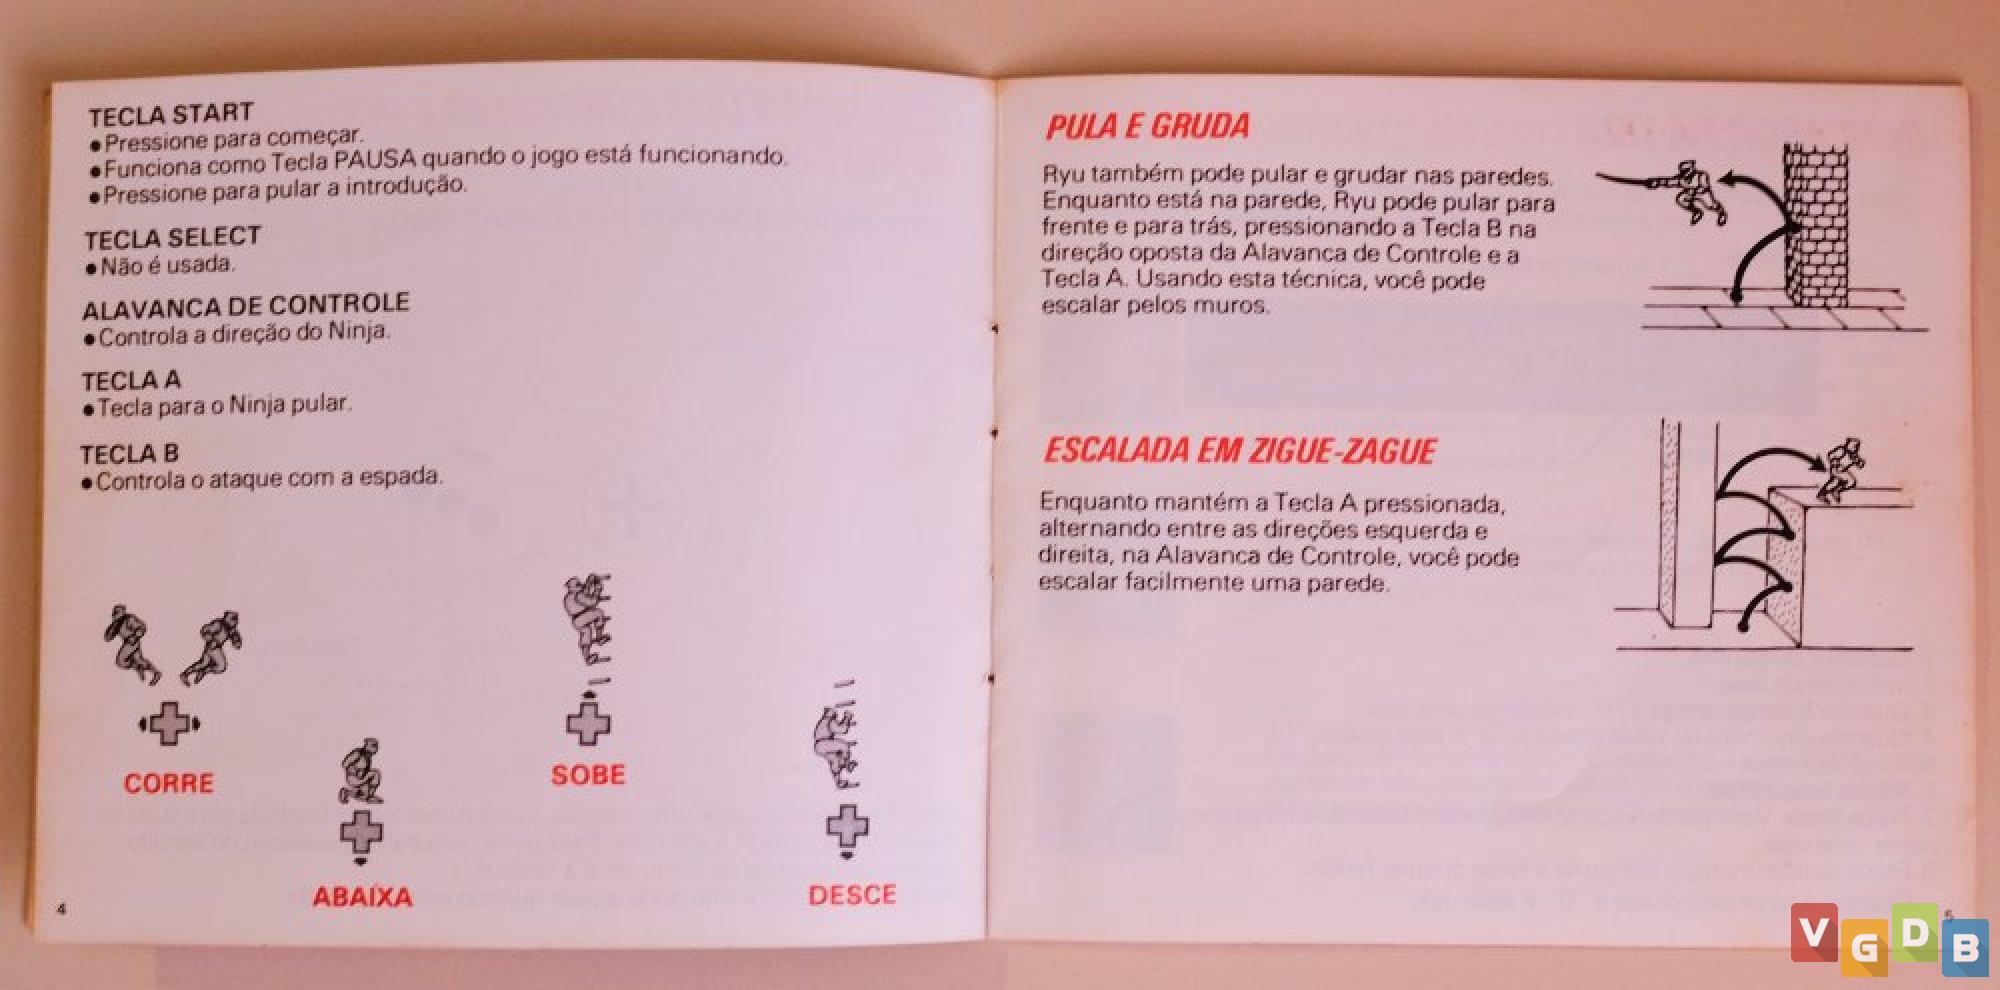 TECLA START
●Pressione para começar.
●Funciona como Tecla PAUSA quando o jogo está funcionando.
●Pressione para pular a introdução.
TECLA SELECT
●Não é usada.
ALAVANCA DE CONTROLE
●Controla a direção do Ninja.
TECLA A
●Tecla para o Ninja pular.
TECLA B
●Controla o ataque com a espada.
CORRE
ABAIXA
SOBE
DESCE
4
PULA E GRUDA
Ryu também pode pular e grudar nas paredes.
Enquanto está na parede, Ryu pode pular para
frente e para trás, pressionando a Tecla B na
direção oposta da Alavanca de Controle e a
Tecla A. Usando esta técnica, você pode
escalar pelos muros.
ESCALADA EM ZIGUE-ZAGUE
Enquanto mantém a Tecla A pressionada,
alternando entre as direções esquerda e
direita, na Alavanca de Controle, você pode
escalar facilmente uma parede.
5
VGDB